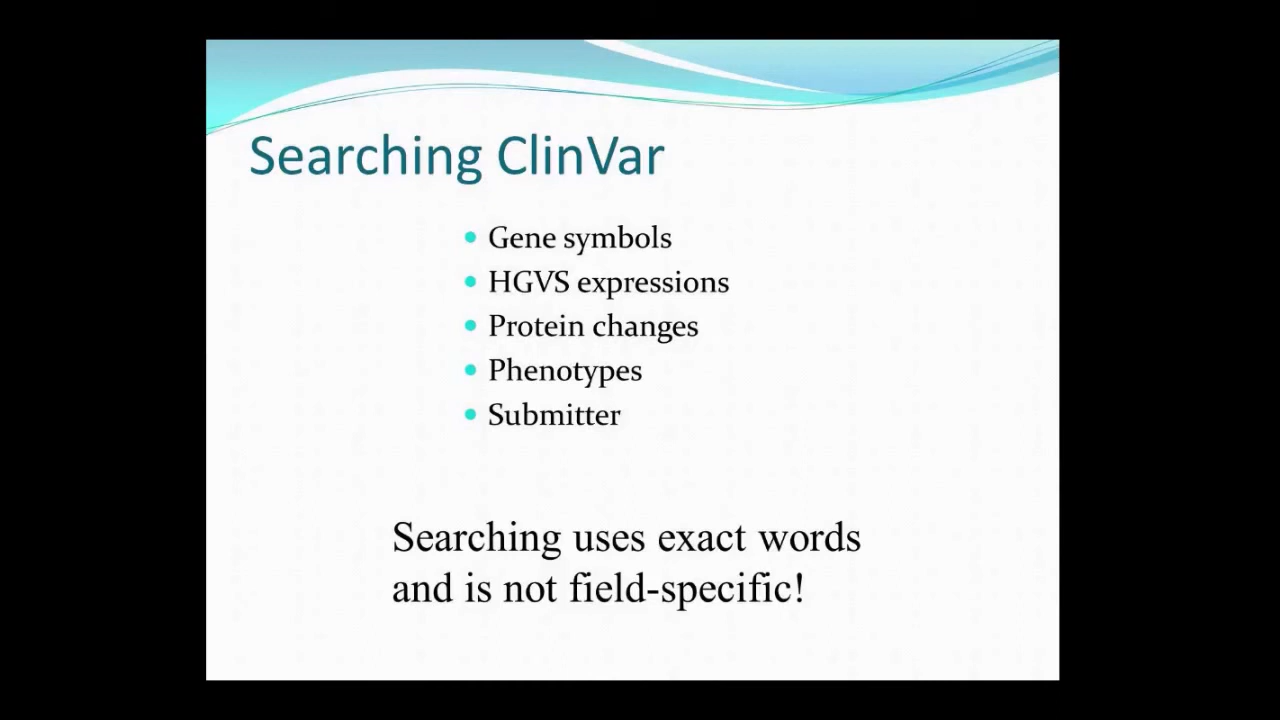 Searching ClinVar
Gene symbols
HGVS expressions
Protein changes
Phenotypes
Submitter
Searching uses exact words
and is not field-specific!